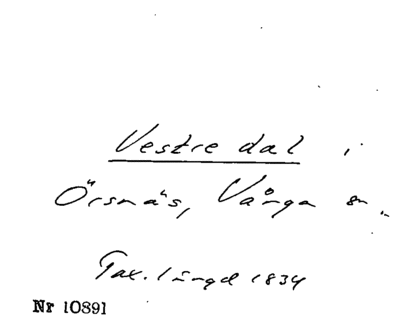 Vestre dal i
Örsnäs, Vånga sn.
Tax.längd 1834
Nr 10891